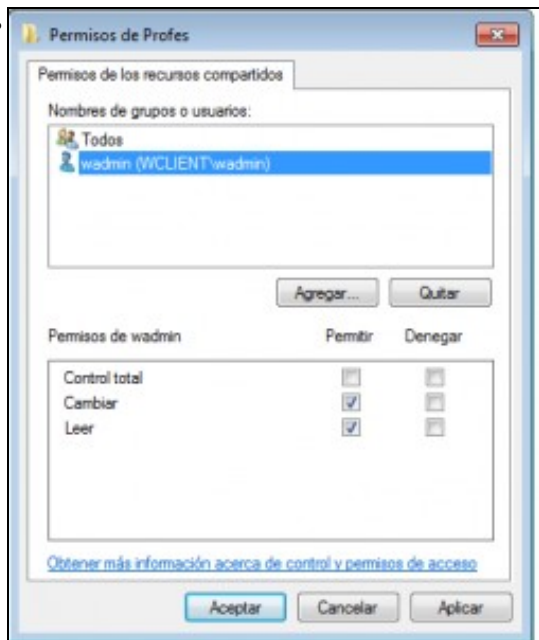 Permisos de Profes
Permisos de los recursos compartidos
Nombres de grupos o usuarios:
Todos
wadmin (WCLIENT\wadmin)
Agregar... Quitar
Permisos de wadmin Permitir Denegar
Control total
Cambiar
Leer
Obtener más información acerca de control y permisos de acceso
Aceptar Cancelar Aplicar